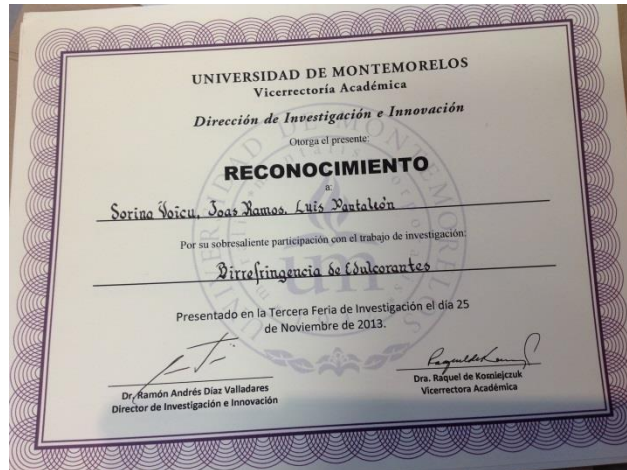 UNIVERSIDAD DE MONTEMORELOS
Vicerrectoría Académica
Dirección de Investigación e Innovación
Otorga el presente:
RECONOCIMIENTO
a:
Sorina Voicu, Joas Ramos, Luis Pantaleón
Por su sobresaliente participación con el trabajo de investigación:
Birrefringencia de Edulcorantes
Presentado en la Tercera Feria de Investigación el día 25
de Noviembre de 2013.
Dr. Ramón Andrés Díaz Valladares
Director de Investigación e Innovación
Dra. Raquel de Korniejczuk
Vicerrectora Académica